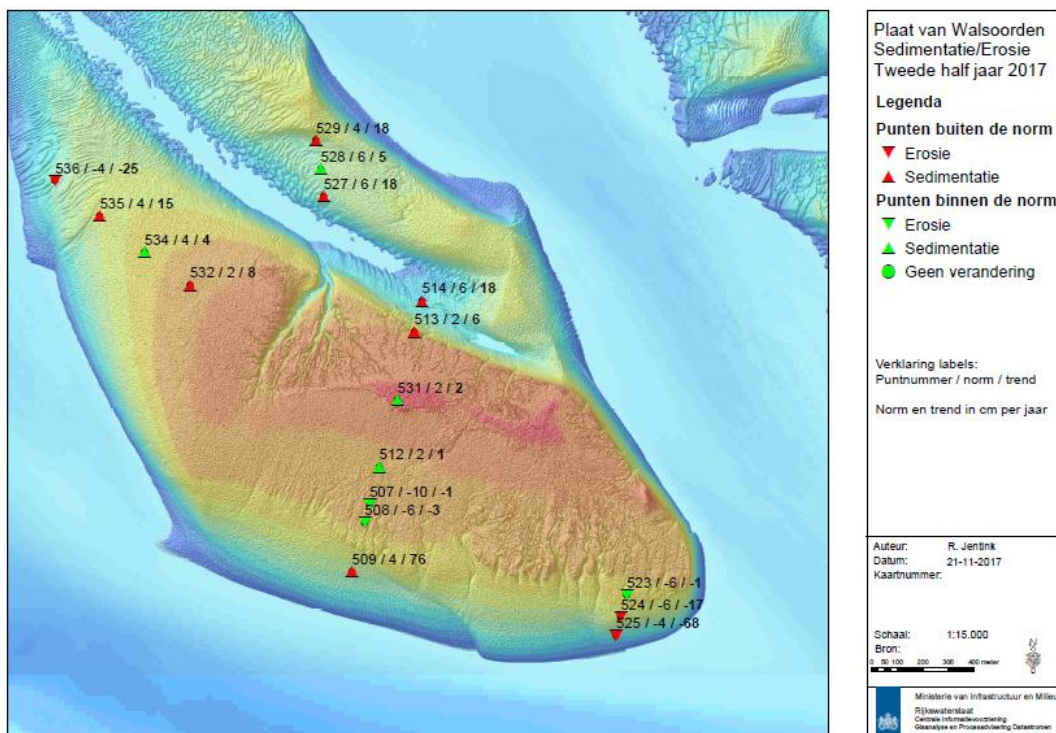 529 / 4 / 18
528 / 6 / 5
536 / -4 / -25
527 / 6 / 18
535 / 4 / 15
534 / 4 / 4
532 / 2 / 8
514 / 6 / 18
513 / 2 / 6
531 / 2 / 2
512 / 2 / 1
507 / -10 / -1
508 / -6 / -3
509 / 4 / 76
523 / -6 / -1
524 / -6 / -17
525 / -4 / -68
Plaat van Walsoorden
Sedimentatie/Erosie
Tweede half jaar 2017
Legenda
Punten buiten de norm
Erosie
Sedimentatie
Punten binnen de norm
Erosie
Sedimentatie
Geen verandering
Verklaring labels:
Puntnummer / norm / trend
Norm en trend in cm per jaar
Auteur: R. Jentink
Datum: 21-11-2017
Kaartnummer:
Schaal: 1:15.000
Bron:
0 50 100 200 300 400 meter
Ministerie van Infrastructuur en Milieu
Rijkswaterstaat
Centrale Informatievoorziening